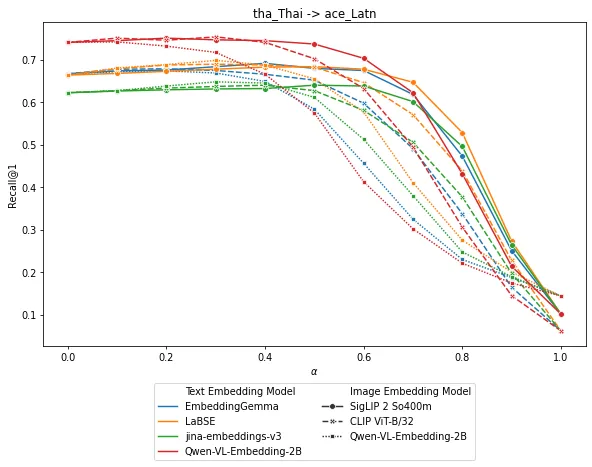 tha_Thai -> ace_Latn
Recall@1
0.7
0.6
0.5
0.4
0.3
0.2
0.1
0.0 0.2 0.4 0.6 0.8 1.0
α
Text Embedding Model Image Embedding Model
EmbeddingGemma SigLIP 2 So400m
LaBSE CLIP ViT-B/32
jina-embeddings-v3 Qwen-VL-Embedding-2B
Qwen-VL-Embedding-2B